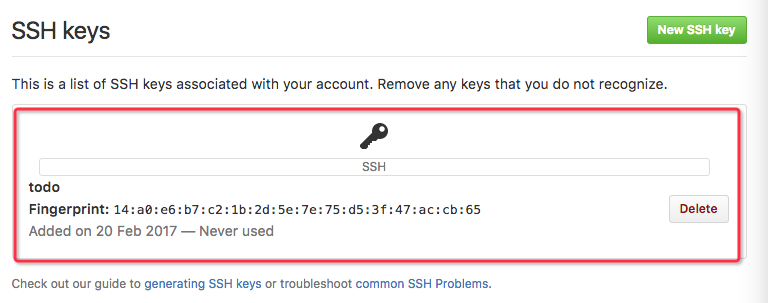 SSH keys
New SSH key
This is a list of SSH keys associated with your account. Remove any keys that you do not recognize.
SSH
todo
Fingerprint: 14:a0:e6:b7:c2:1b:2d:5e:7e:75:d5:3f:47:ac:cb:65
Delete
Added on 20 Feb 2017 — Never used
Check out our guide to generating SSH keys or troubleshoot common SSH Problems.